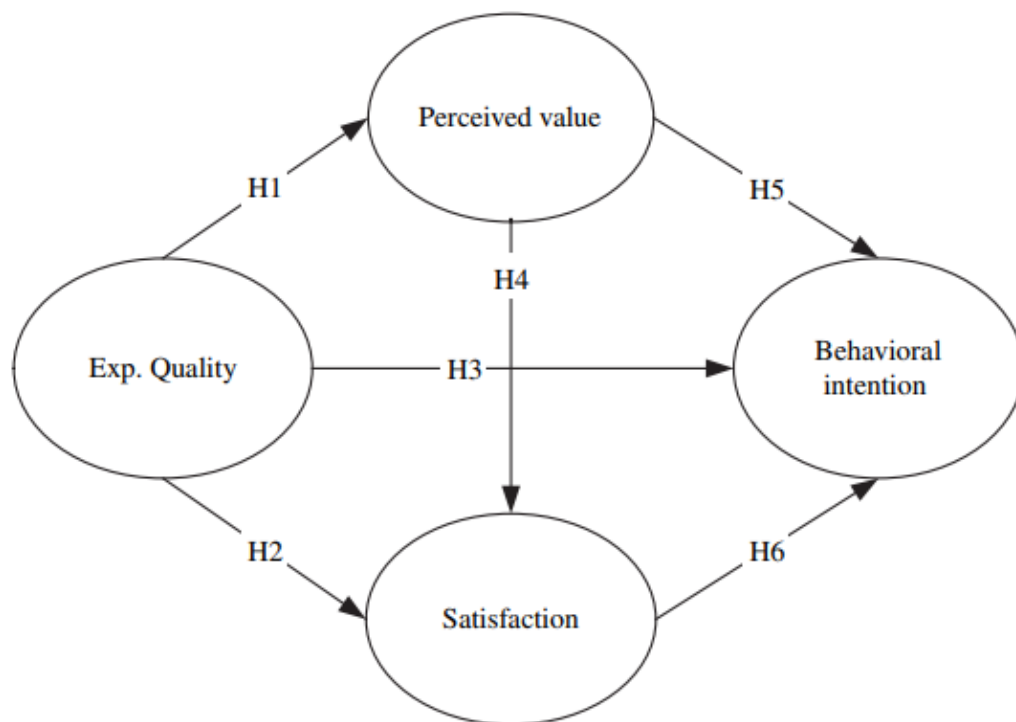 Perceived value
H1
H5
H4
Exp. Quality
H3
Behavioral
intention
H2
H6
Satisfaction